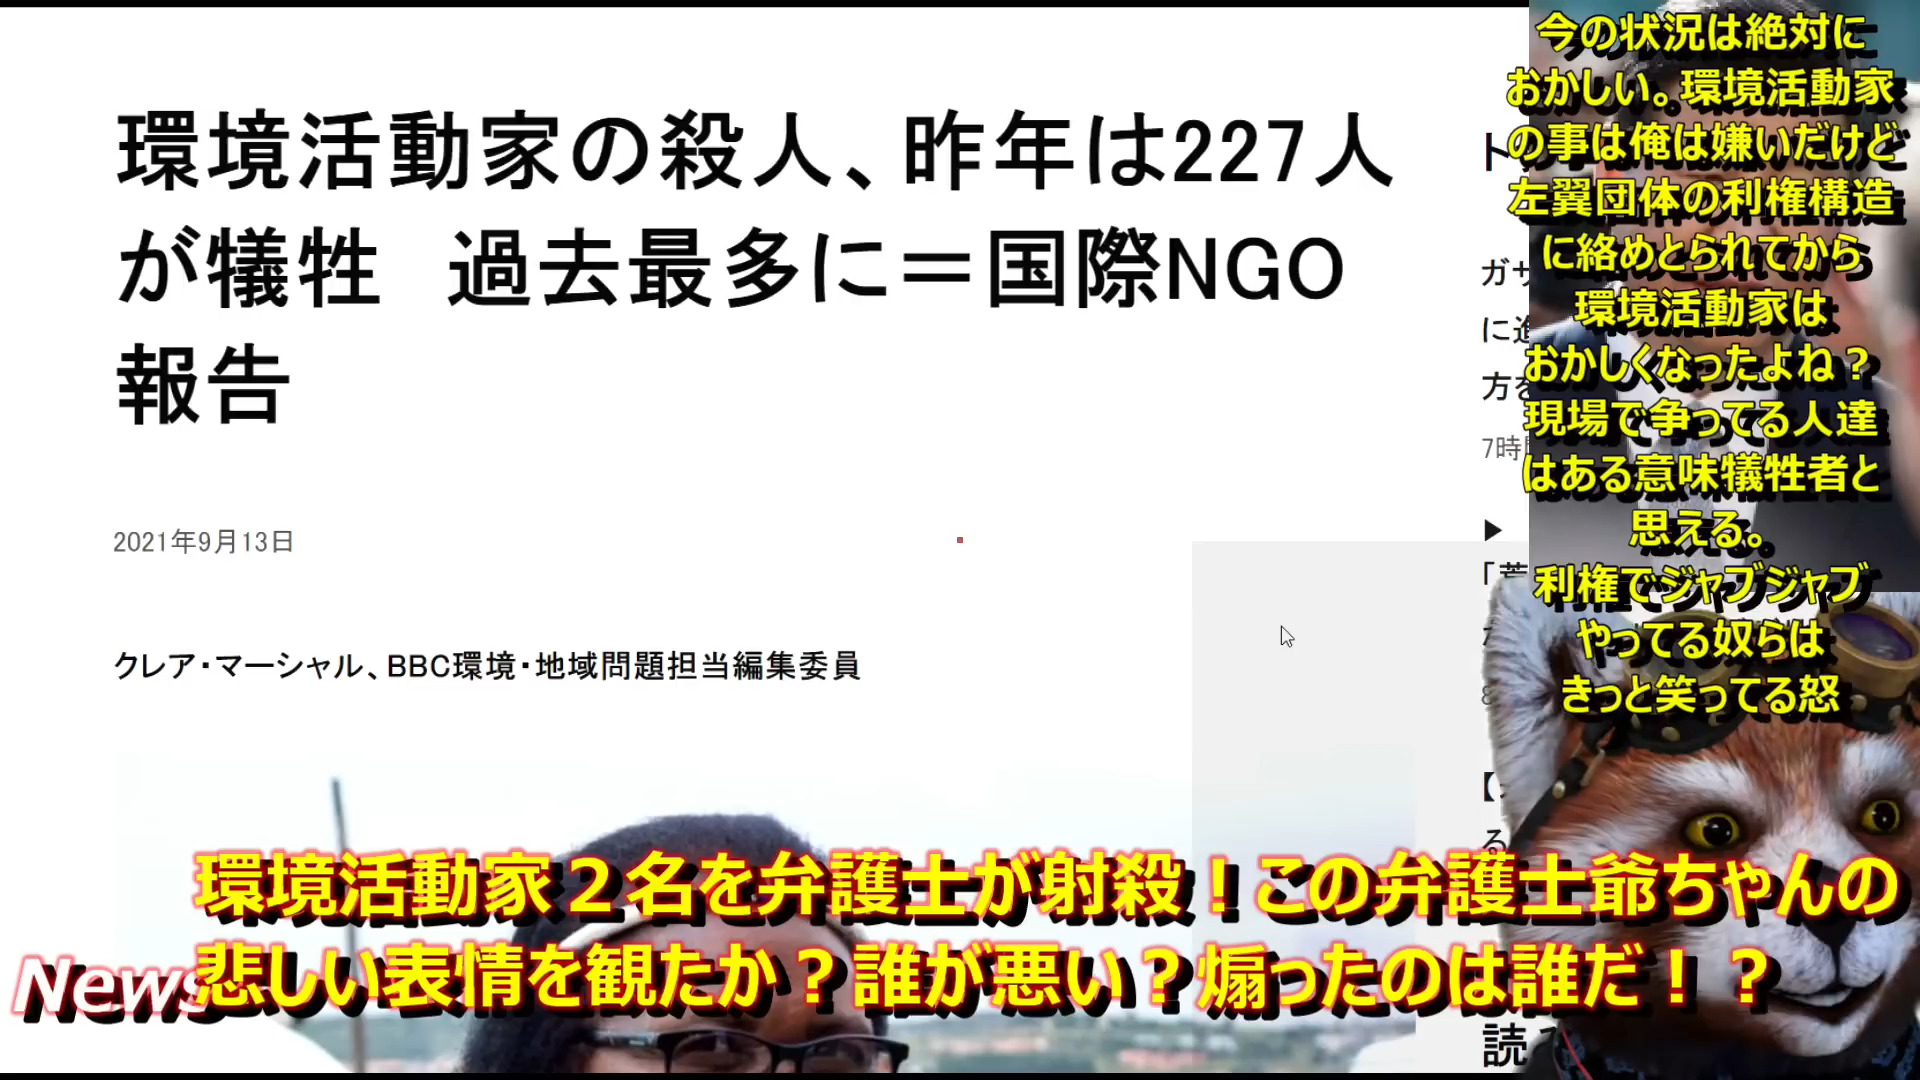 環境活動家の殺人、昨年は227人
が犠牲　過去最多に＝国際NGO
報告
2021年9月13日
クレア・マーシャル、BBC環境・地域問題担当編集委員
ト
ガサ
に進
方を
7時
読
今の状況は絶対に
おかしい。環境活動家
の事は俺は嫌いだけど
左翼団体の利権構造
に絡めとられてから
環境活動家は
おかしくなったよね？
現場で争ってる人達
はある意味犠牲者と
思える。
利権でジャブジャブ
やってる奴らは
きっと笑ってる怒
環境活動家２名を弁護士が射殺！この弁護士爺ちゃんの
悲しい表情を観たか？誰が悪い？煽ったのは誰だ！？
News